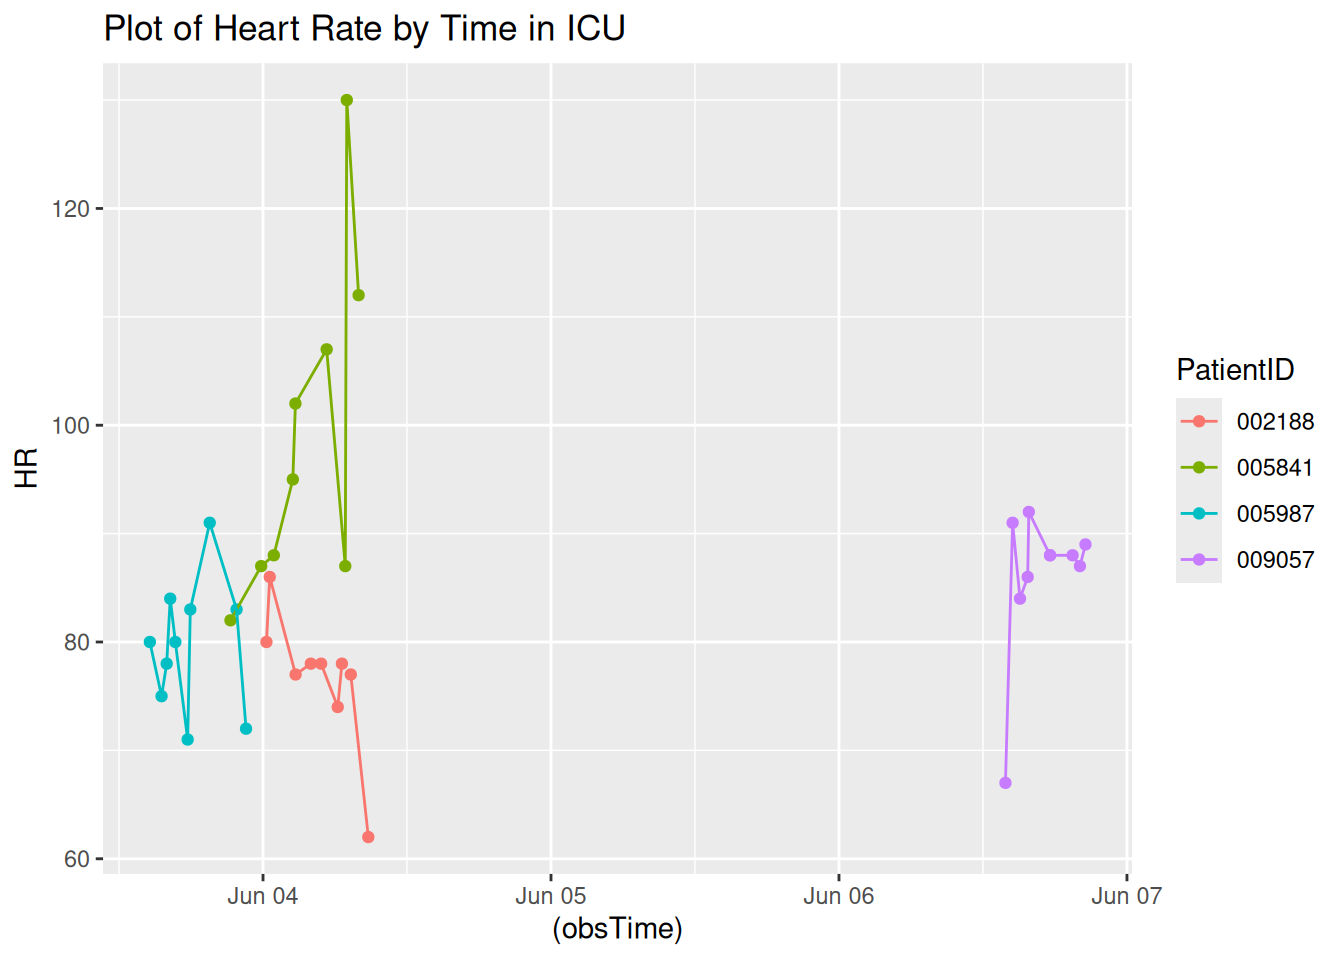 Plot of Heart Rate by Time in ICU
HR
120
100
80
60
Jun 04 Jun 05 Jun 06 Jun 07
(obsTime)
PatientID
002188
005841
005987
009057